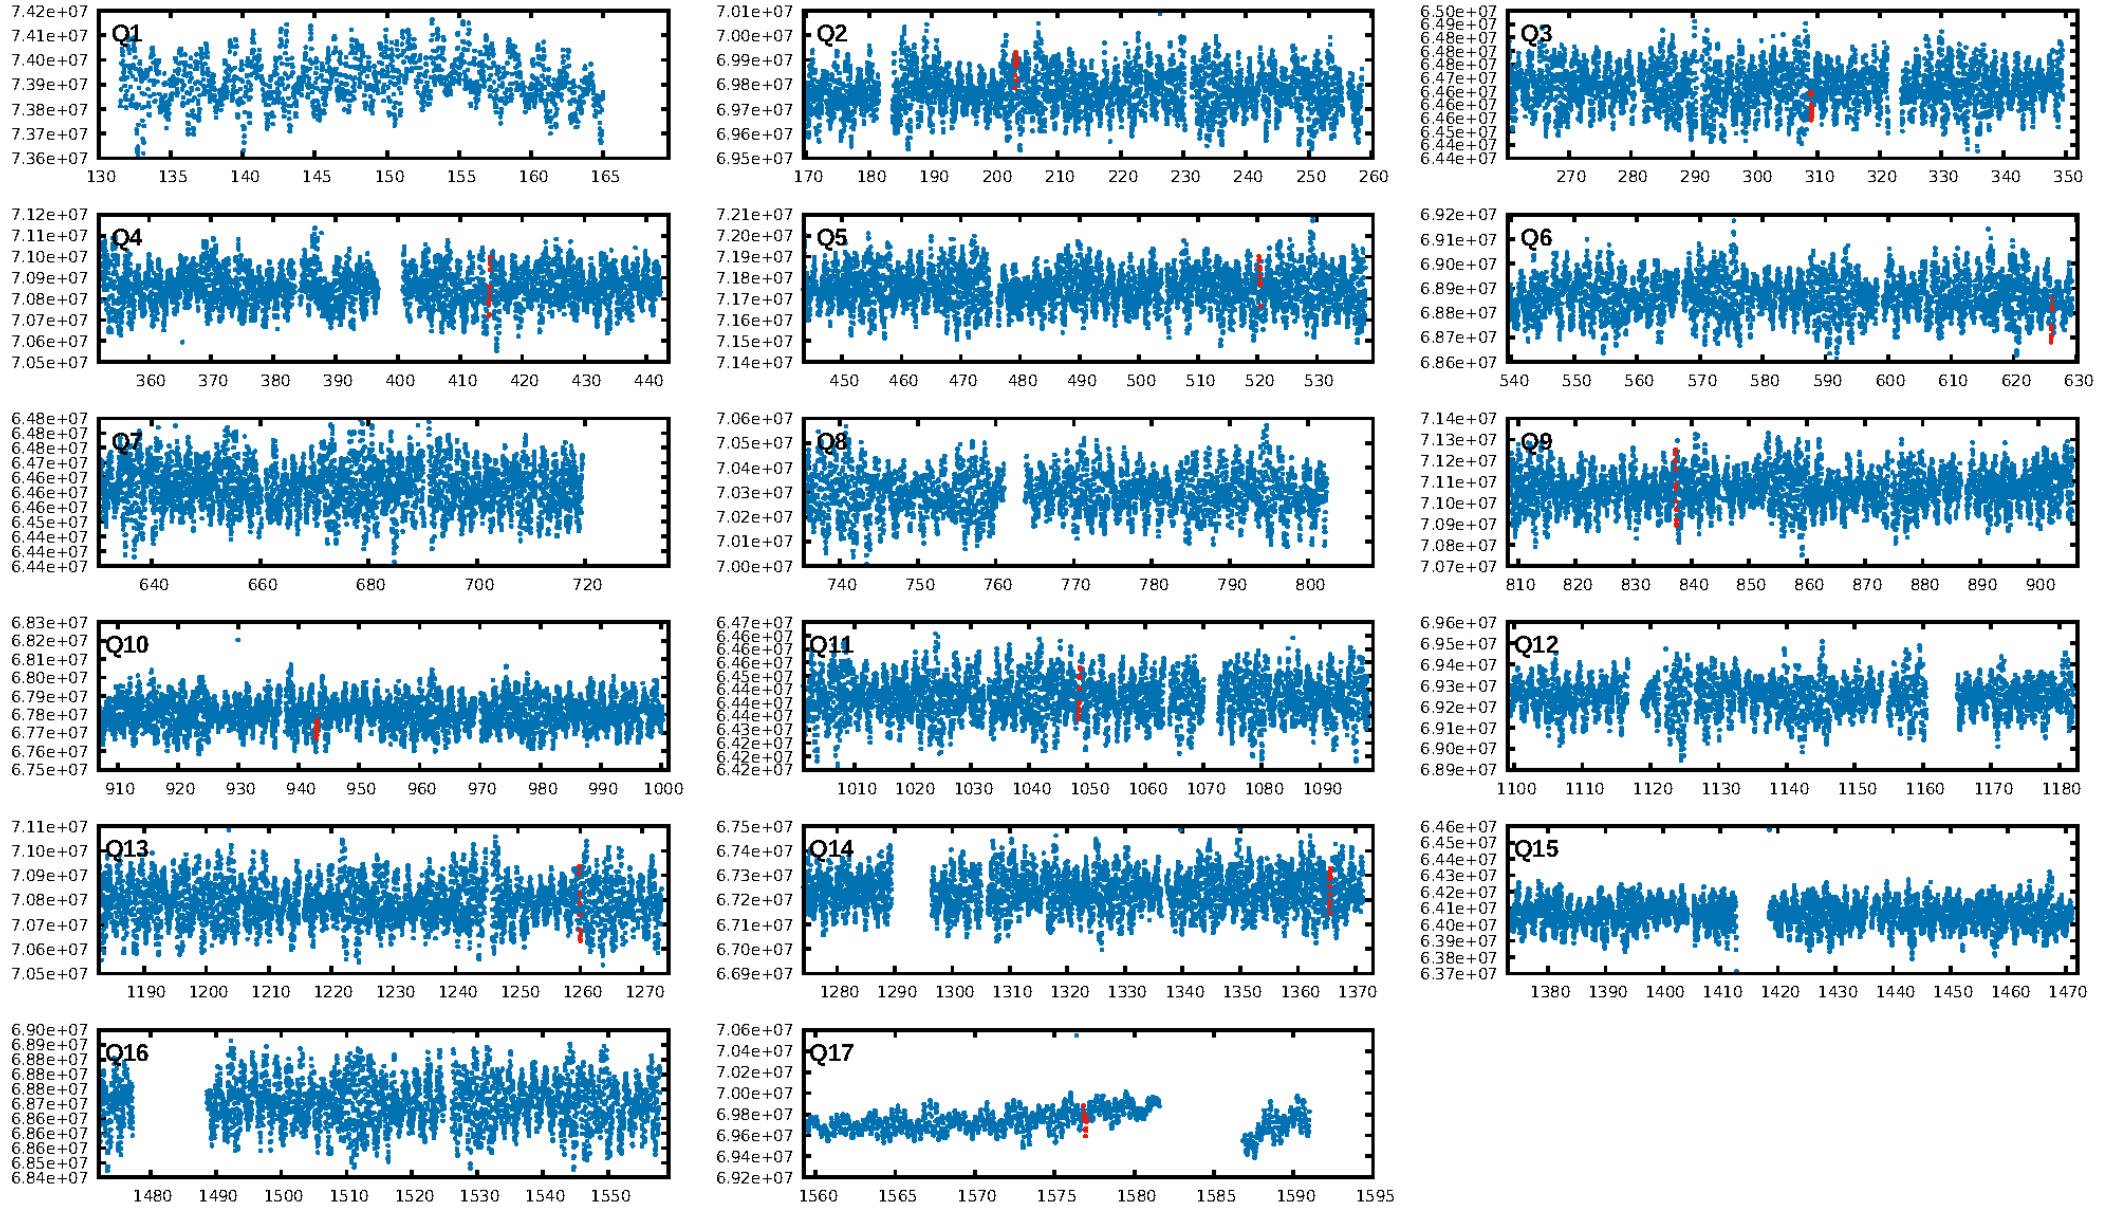 7.42e+07
7.41e+07
7.40e+07
7.39e+07
7.38e+07
7.37e+07
7.36e+07
Q1
130 135 140 145 150 155 160 165
7.01e+07
7.00e+07
6.99e+07
6.98e+07
6.97e+07
6.96e+07
6.95e+07
Q2
170 180 190 200 210 220 230 240 250 260
6.50e+07
6.49e+07
6.48e+07
6.48e+07
6.47e+07
6.46e+07
6.46e+07
6.45e+07
6.44e+07
6.44e+07
Q3
270 280 290 300 310 320 330 340 350
7.12e+07
7.11e+07
7.10e+07
7.09e+07
7.08e+07
7.07e+07
7.06e+07
7.05e+07
Q4
360 370 380 390 400 410 420 430 440
7.21e+07
7.20e+07
7.19e+07
7.18e+07
7.17e+07
7.16e+07
7.15e+07
7.14e+07
Q5
450 460 470 480 490 500 510 520 530
6.92e+07
6.91e+07
6.90e+07
6.89e+07
6.88e+07
6.87e+07
6.86e+07
Q6
540 550 560 570 580 590 600 610 620 630
6.48e+07
6.48e+07
6.48e+07
6.47e+07
6.47e+07
6.46e+07
6.46e+07
6.45e+07
6.44e+07
6.44e+07
6.44e+07
Q7
640 660 680 700 720
7.06e+07
7.05e+07
7.04e+07
7.03e+07
7.02e+07
7.01e+07
7.00e+07
Q8
740 750 760 770 780 790 800
7.14e+07
7.13e+07
7.12e+07
7.11e+07
7.10e+07
7.09e+07
7.08e+07
7.07e+07
Q9
810 820 830 840 850 860 870 880 890 900
6.83e+07
6.82e+07
6.81e+07
6.80e+07
6.79e+07
6.78e+07
6.77e+07
6.76e+07
6.75e+07
Q10
910 920 930 940 950 960 970 980 990 1000
6.47e+07
6.46e+07
6.46e+07
6.45e+07
6.44e+07
6.44e+07
6.43e+07
6.42e+07
6.42e+07
Q11
1010 1020 1030 1040 1050 1060 1070 1080 1090
6.96e+07
6.95e+07
6.94e+07
6.93e+07
6.92e+07
6.91e+07
6.90e+07
6.89e+07
Q12
1100 1110 1120 1130 1140 1150 1160 1170 1180
7.11e+07
7.10e+07
7.09e+07
7.08e+07
7.07e+07
7.06e+07
7.05e+07
Q13
1190 1200 1210 1220 1230 1240 1250 1260 1270
6.75e+07
6.74e+07
6.73e+07
6.72e+07
6.71e+07
6.70e+07
6.69e+07
Q14
1280 1290 1300 1310 1320 1330 1340 1350 1360 1370
6.46e+07
6.45e+07
6.44e+07
6.43e+07
6.42e+07
6.41e+07
6.40e+07
6.39e+07
6.38e+07
6.37e+07
Q15
1380 1390 1400 1410 1420 1430 1440 1450 1460 1470
6.90e+07
6.89e+07
6.88e+07
6.88e+07
6.88e+07
6.87e+07
6.87e+07
6.86e+07
6.86e+07
6.85e+07
6.84e+07
Q16
1480 1490 1500 1510 1520 1530 1540 1550
7.06e+07
7.04e+07
7.02e+07
7.00e+07
6.98e+07
6.96e+07
6.94e+07
6.92e+07
Q17
1560 1565 1570 1575 1580 1585 1590 1595